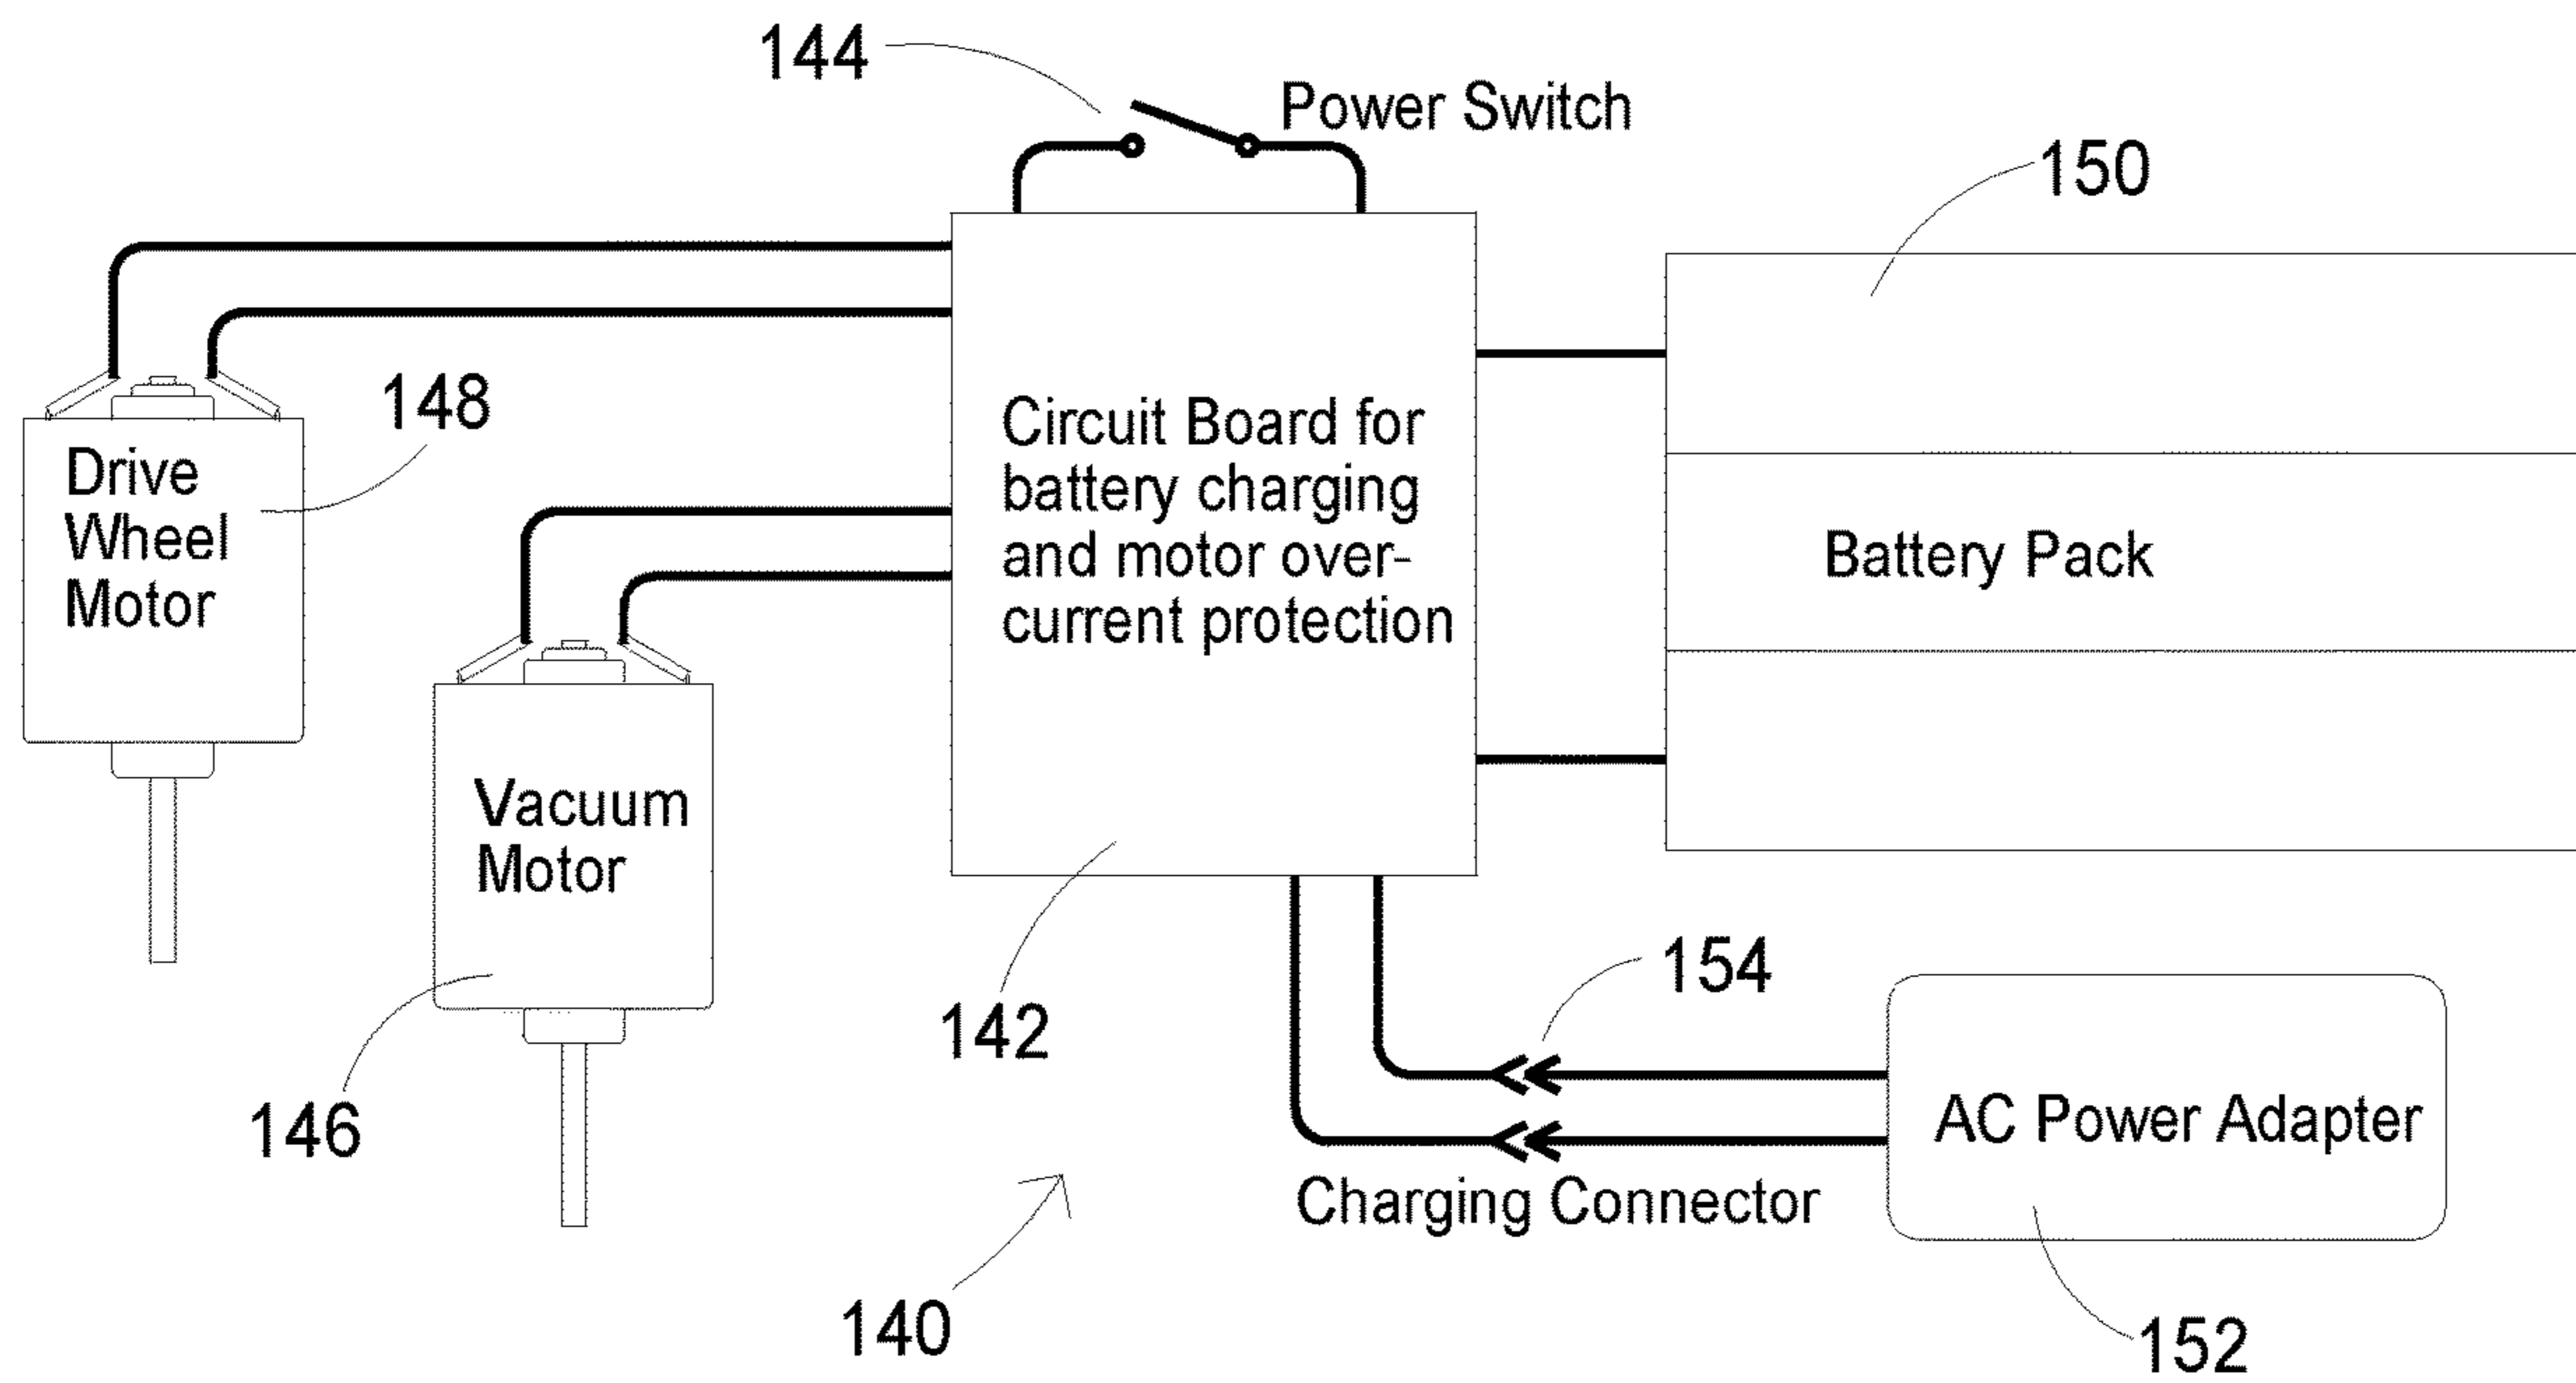 144
Power Switch
150
148
Drive
Wheel
Motor
Circuit Board for
battery charging
and motor over-
current protection
Battery Pack
Vacuum
Motor
146
142
154
AC Power Adapter
Charging Connector
140
152